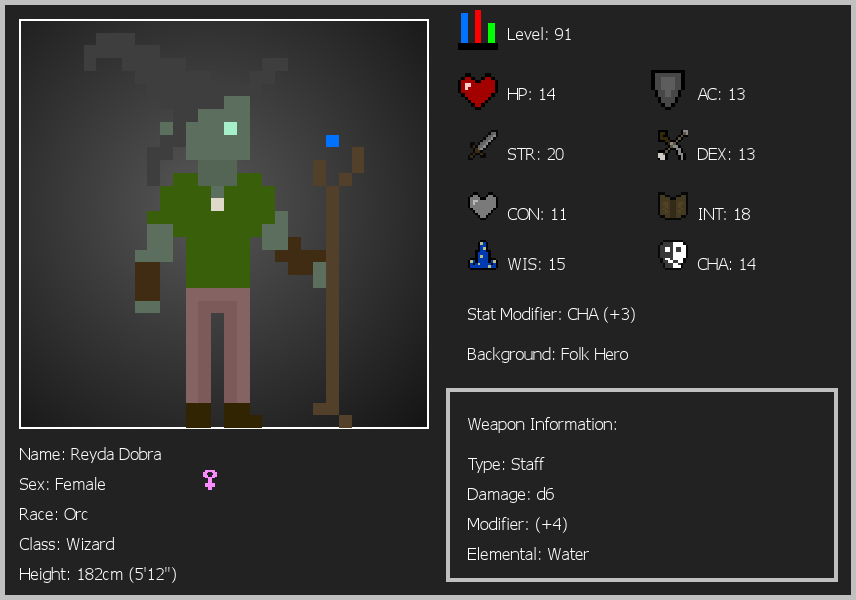 Level: 91
HP: 14
AC: 13
STR: 20
DEX: 13
CON: 11
INT: 18
WIS: 15
CHA: 14
Stat Modifier: CHA (+3)
Background: Folk Hero
Weapon Information:
Type: Staff
Damage: d6
Modifier: (+4)
Elemental: Water
Name: Reyda Dobra
Sex: Female
Race: Orc
Class: Wizard
Height: 182cm (5'12")